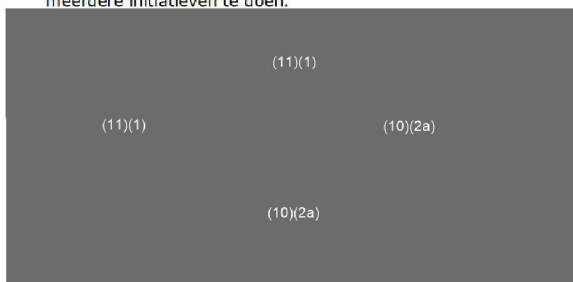 meerdere initiatieven te doen.
(11)(1)
(11)(1) (10)(2a)
(10)(2a)